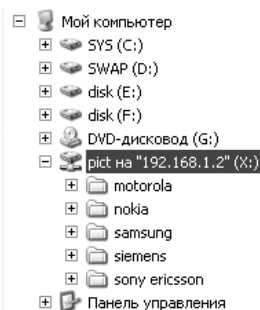 Мой компьютер
SYS (C:)
SWAP (D:)
disk (E:)
disk (F:)
DVD-дисковод (G:)
pict на "192.168.1.2" (X:)
motorola
nokia
samsung
siemens
sony ericsson
Панель управления